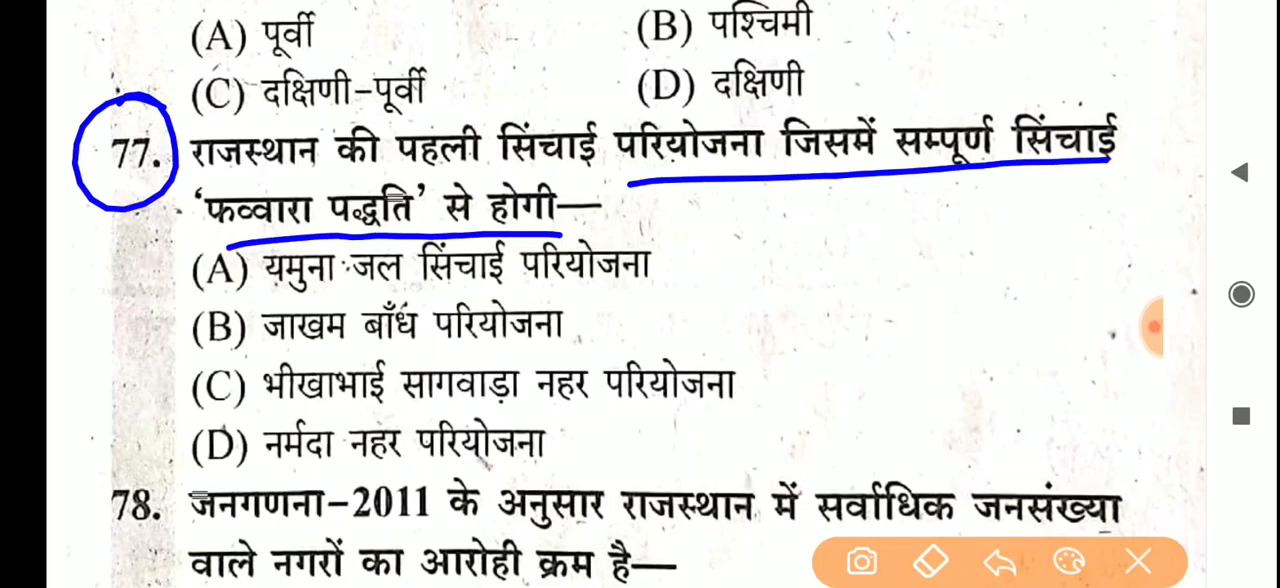 (A) पूर्वी (B) पश्चिमी
(C) दक्षिणी-पूर्वी (D) दक्षिणी
77. राजस्थान की पहली सिंचाई परियोजना जिसमें सम्पूर्ण सिंचाई
‘फव्वारा पद्धति’ से होगी—
(A) यमुना जल सिंचाई परियोजना
(B) जाखम बाँध परियोजना
(C) भीखाभाई सागवाड़ा नहर परियोजना
(D) नर्मदा नहर परियोजना
78. जनगणना-2011 के अनुसार राजस्थान में सर्वाधिक जनसंख्या
वाले नगरों का आरोही क्रम है—